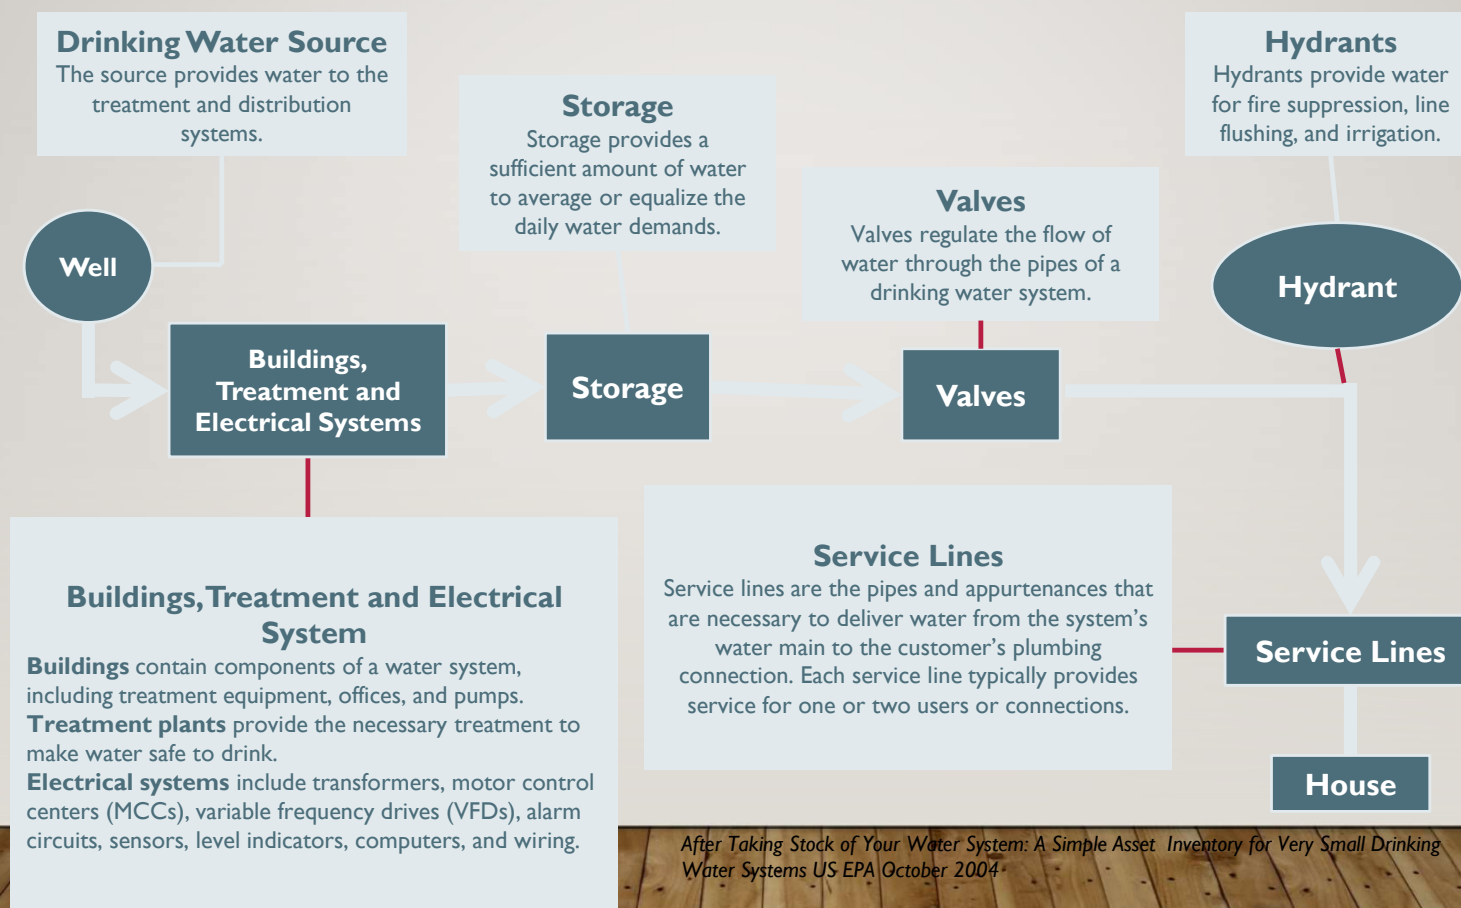 Drinking Water Source
The source provides water to the
treatment and distribution
systems.
Storage
Storage provides a
sufficient amount of water
to average or equalize the
daily water demands.
Valves
Valves regulate the flow of
water through the pipes of a
drinking water system.
Hydrants
Hydrants provide water
for fire suppression, line
flushing, and irrigation.
Well
Buildings,
Treatment and
Electrical Systems
Storage
Valves
Hydrant
Buildings, Treatment and Electrical
System
Buildings contain components of a water system,
including treatment equipment, offices, and pumps.
Treatment plants provide the necessary treatment to
make water safe to drink.
Electrical systems include transformers, motor control
centers (MCCs), variable frequency drives (VFDs), alarm
circuits, sensors, level indicators, computers, and wiring.
Service Lines
Service lines are the pipes and appurtenances that
are necessary to deliver water from the system's
water main to the customer's plumbing
connection. Each service line typically provides
service for one or two users or connections.
Service Lines
House
After Taking Stock of Your Water System: A Simple Asset Inventory for Very Small Drinking
Water Systems US EPA October 2004